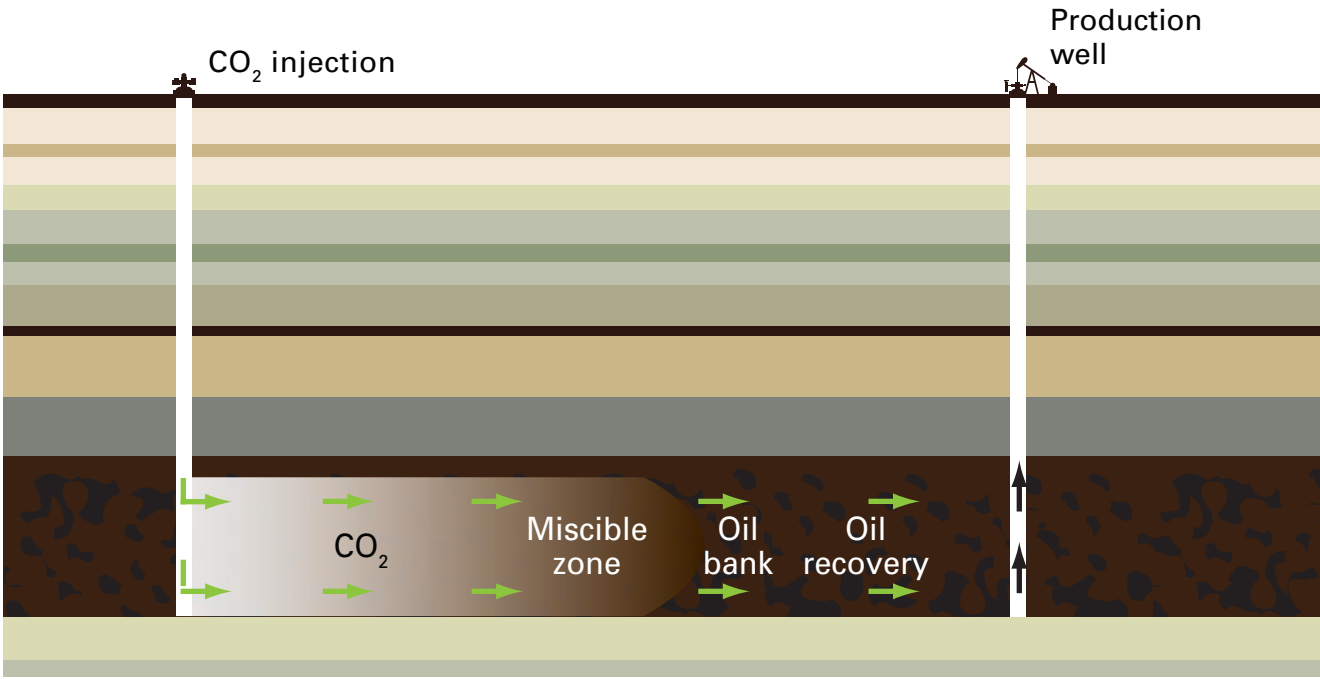 Production
well
CO₂ injection
CO₂
Miscible
zone
Oil
bank
Oil
recovery